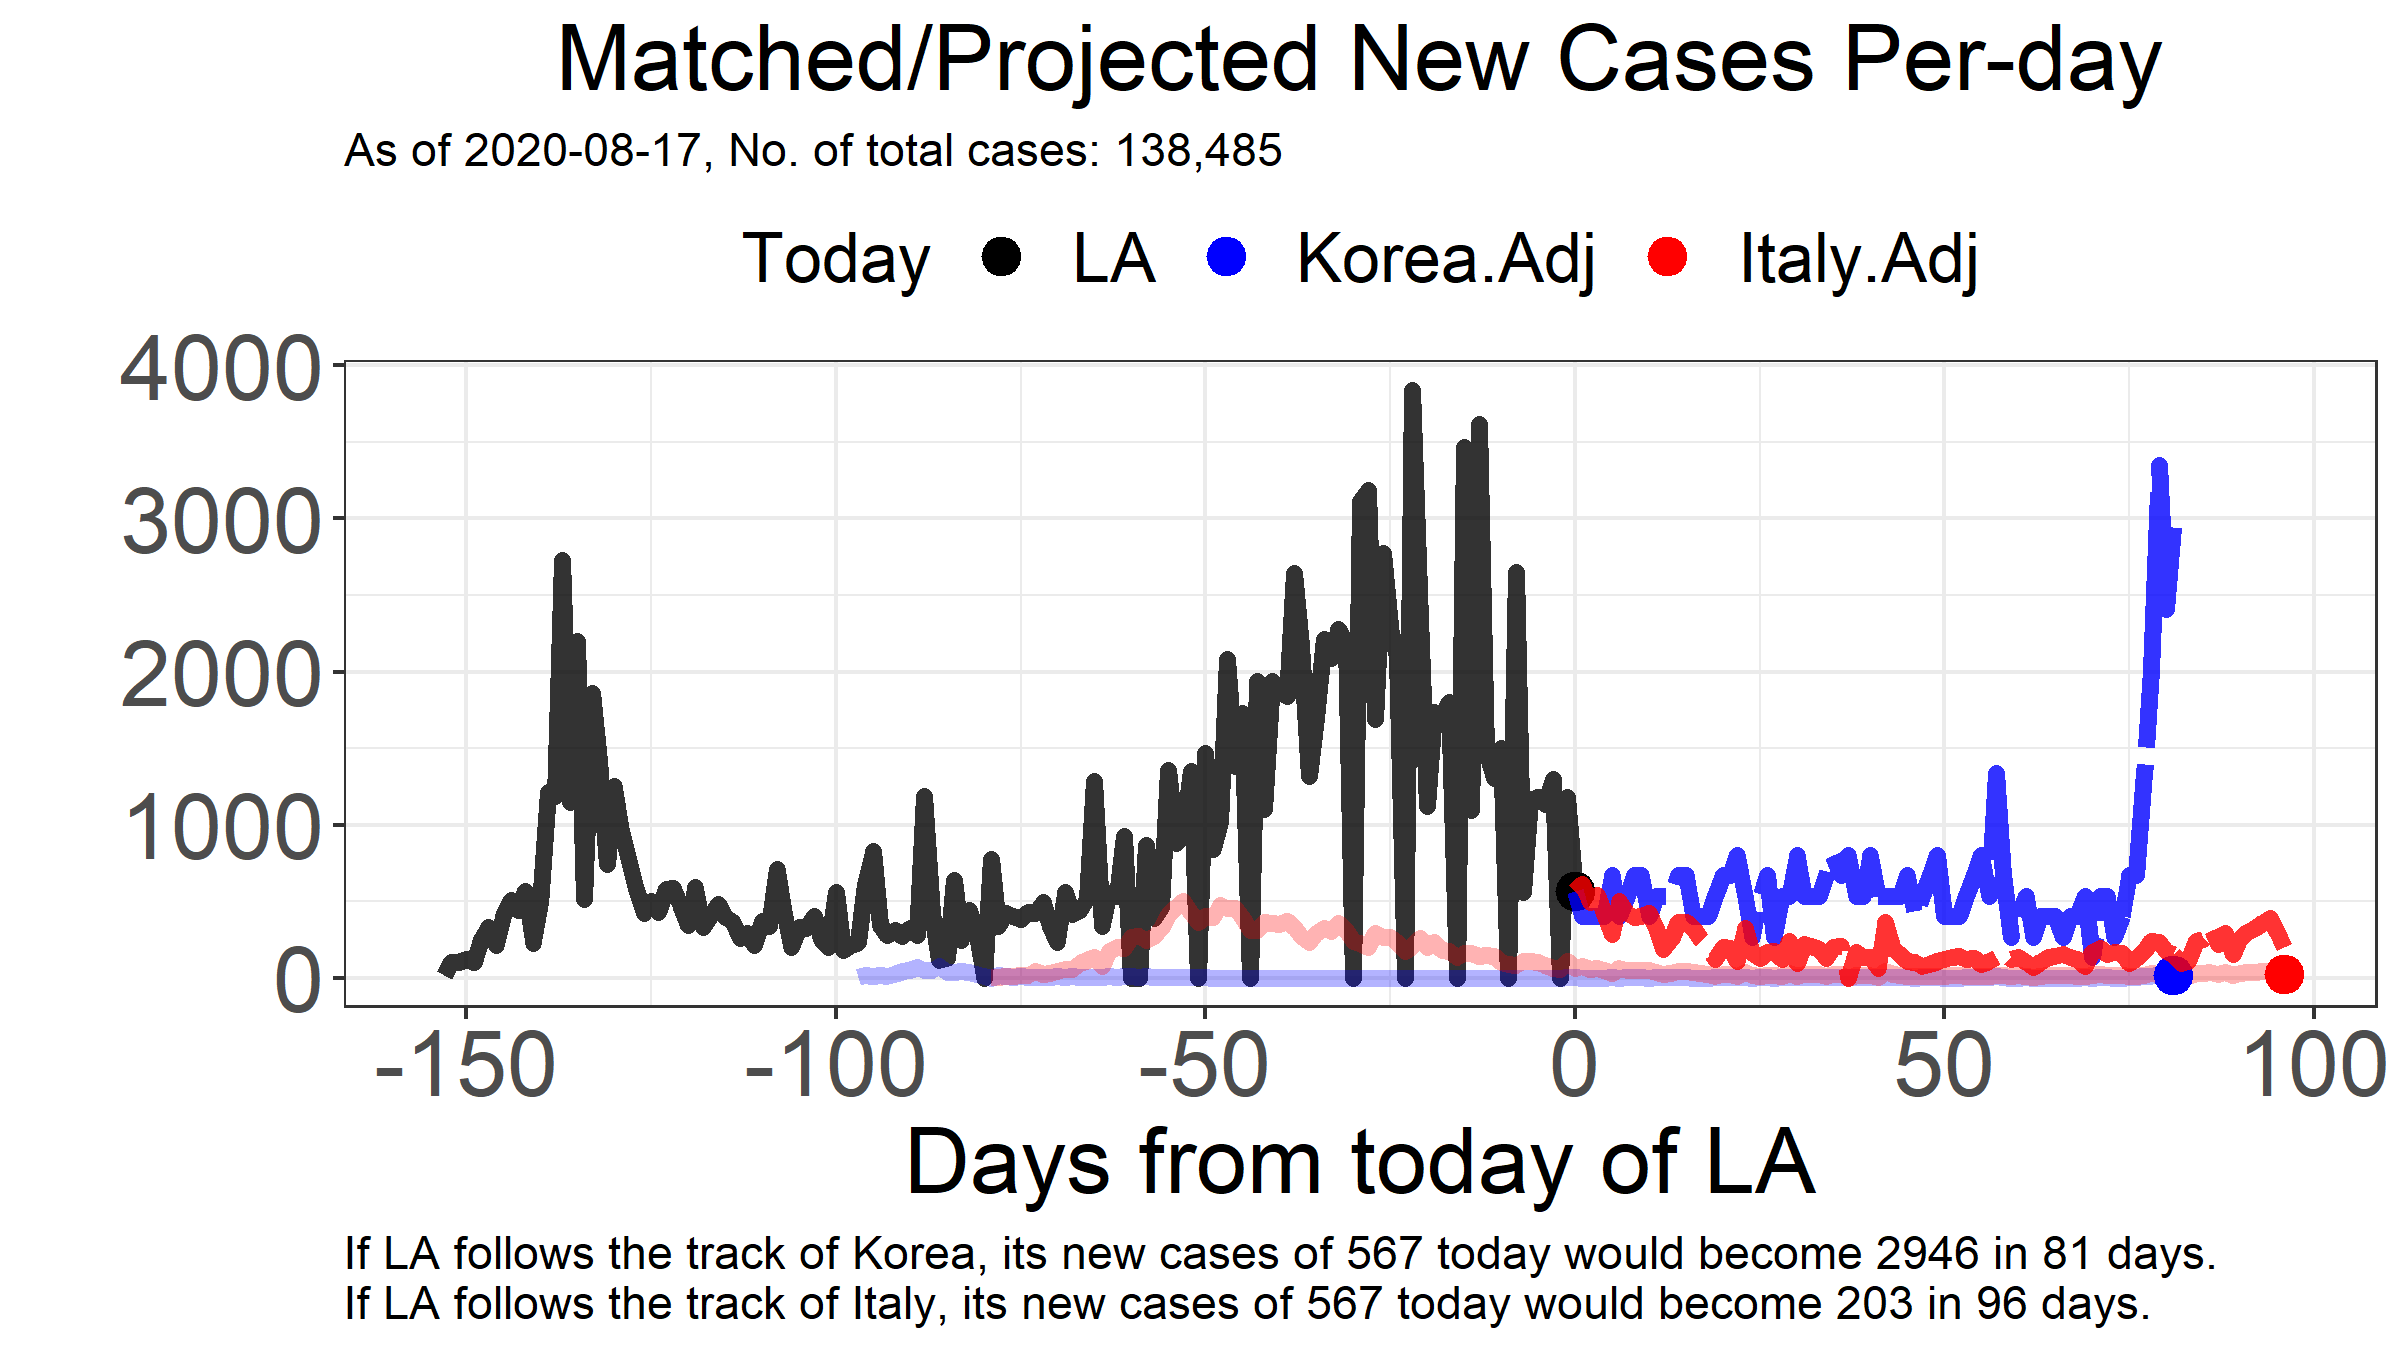 Matched/Projected New Cases Per-day
As of 2020-08-17, No. of total cases: 138,485
Today LA Korea.Adj Italy.Adj
4000
3000
2000
1000
0
-150 -100 -50 0 50 100
Days from today of LA
If LA follows the track of Korea, its new cases of 567 today would become 2946 in 81 days.
If LA follows the track of Italy, its new cases of 567 today would become 203 in 96 days.